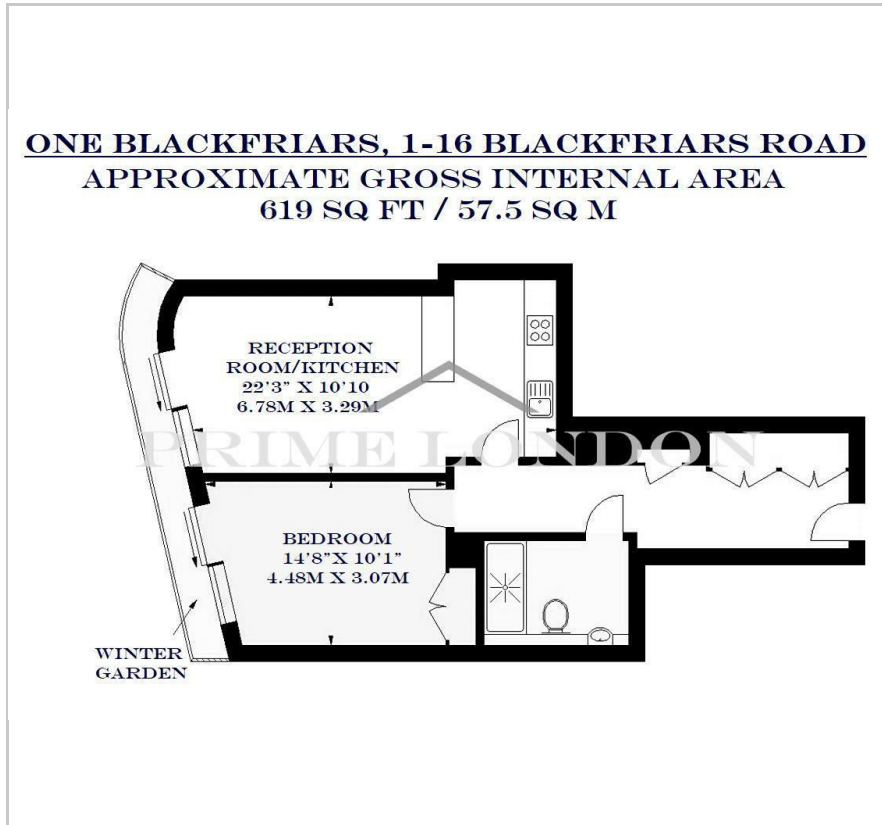 ONE BLACKFRIARS, 1-16 BLACKFRIARS ROAD
APPROXIMATE GROSS INTERNAL AREA
619 SQ FT / 57.5 SQ M
RECEPTION
ROOM/KITCHEN
22'3" X 10'10
6.78M X 3.29M
PRIME LONDON
BEDROOM
14'8"X 10'1"
4.48M X 3.07M
WINTER
GARDEN